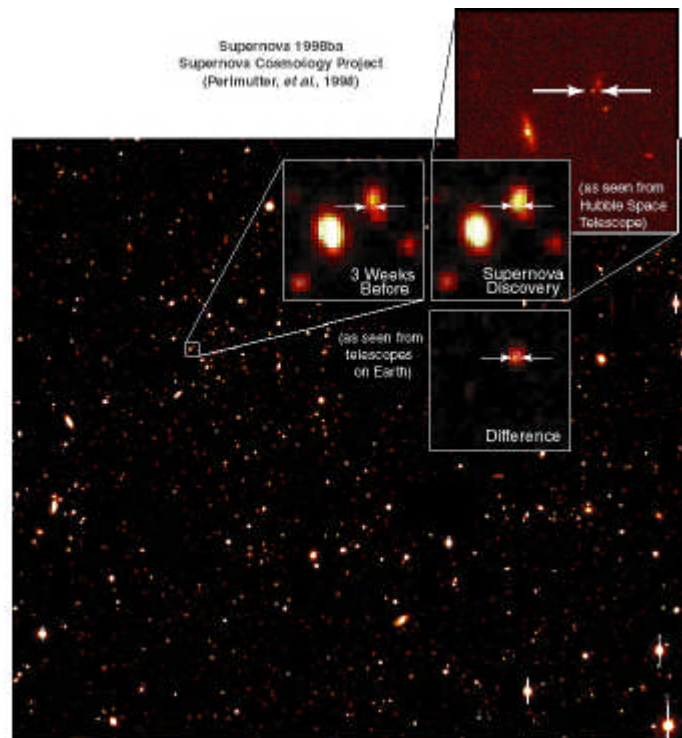 Supernova 1998ba
Supernova Cosmology Project
(Perlmutter, et al., 1998)
(as seen from
Hubble Space
Telescope)
3 Weeks
Before
Supernova
Discovery
(as seen from
telescopes
on Earth)
Difference